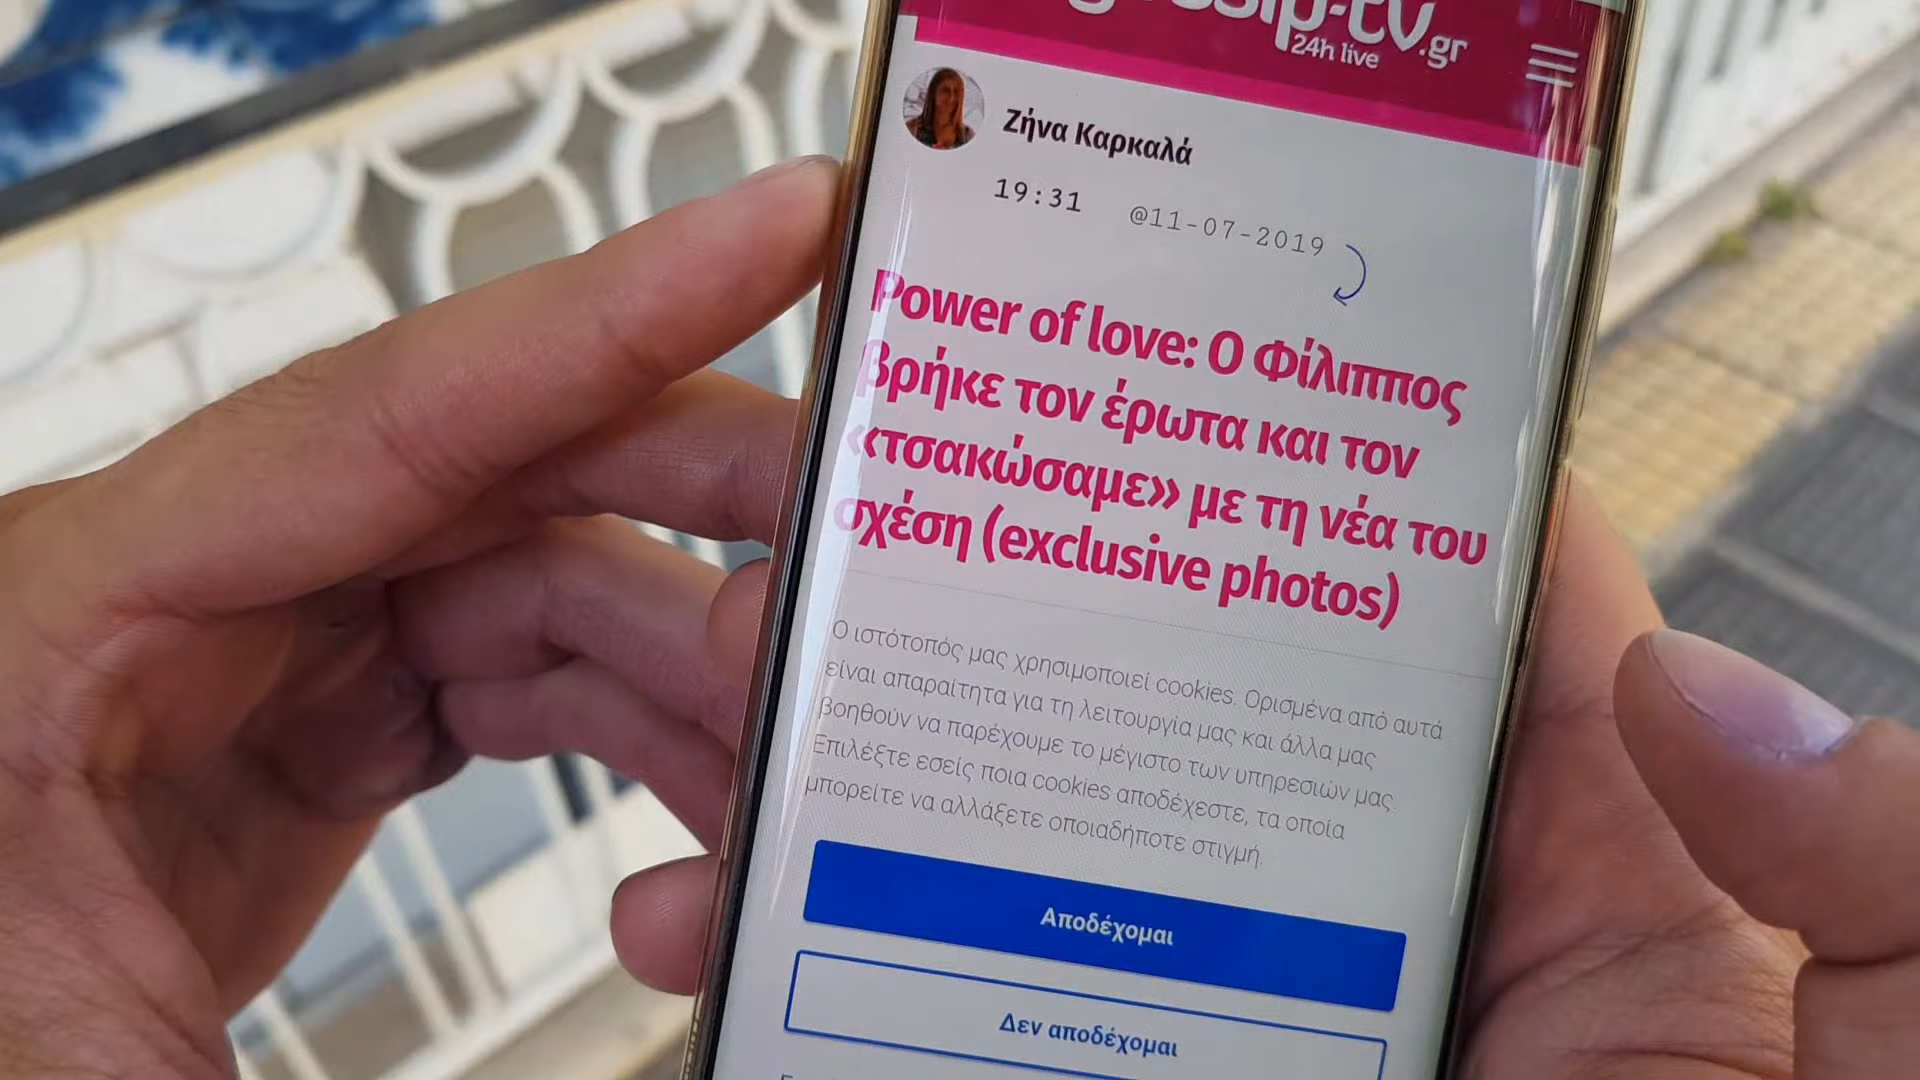 gossip-tv.gr
24h live
Ζήνα Καρκαλά
19:31 @11-07-2019
Power of love: Ο Φίλιππος
βρήκε τον έρωτα και τον
«τσακώσαμε» με τη νέα του
σχέση (exclusive photos)
Ο ιστότοπός μας χρησιμοποιεί cookies. Ορισμένα από αυτά
είναι απαραίτητα για τη λειτουργία μας και άλλα μας
βοηθούν να παρέχουμε το μέγιστο των υπηρεσιών μας.
Επιλέξτε εσείς ποια cookies αποδέχεστε, τα οποία
μπορείτε να αλλάξετε οποιαδήποτε στιγμή.
Αποδέχομαι
Δεν αποδέχομαι